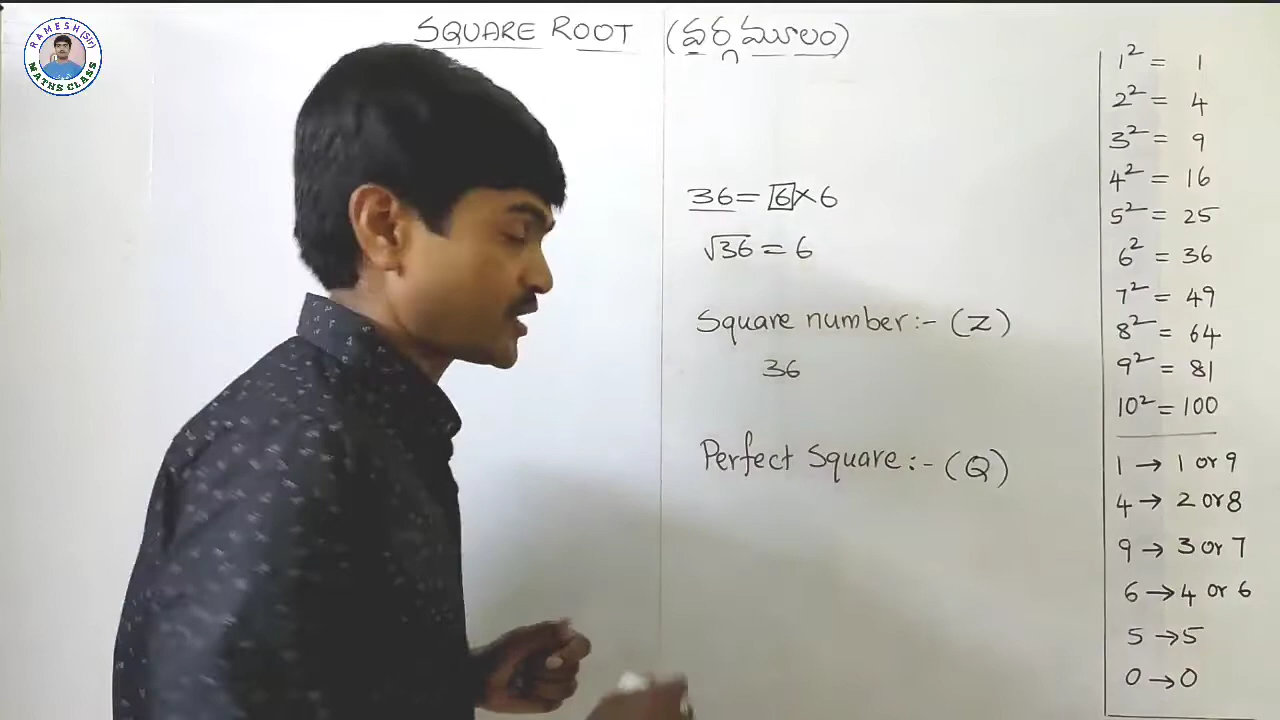 RAMESH (Sir)
MATHS CLASS
SQUARE ROOT (వర్గమూలం)
36 = 6 × 6
√36 = 6
Square number :- (Z)
36
Perfect Square :- (Q)
1² = 1
2² = 4
3² = 9
4² = 16
5² = 25
6² = 36
7² = 49
8² = 64
9² = 81
10² = 100
1 → 1 or 9
4 → 2 or 8
9 → 3 or 7
6 → 4 or 6
5 → 5
0 → 0